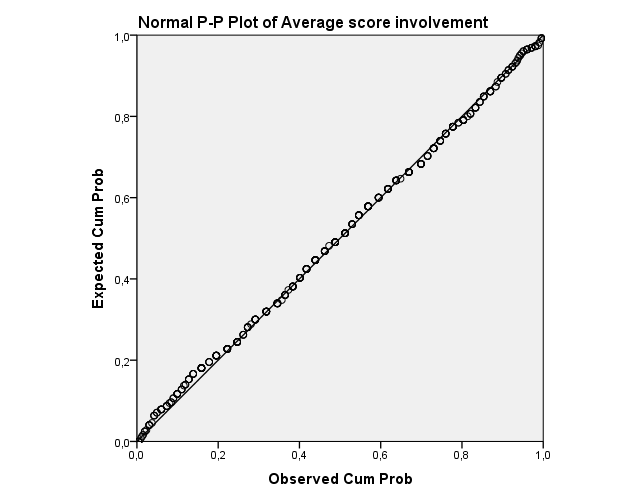 Normal P-P Plot of Average score involvement
1,0
0,8
0,6
0,4
0,2
0,0
Expected Cum Prob
0,0 0,2 0,4 0,6 0,8 1,0
Observed Cum Prob